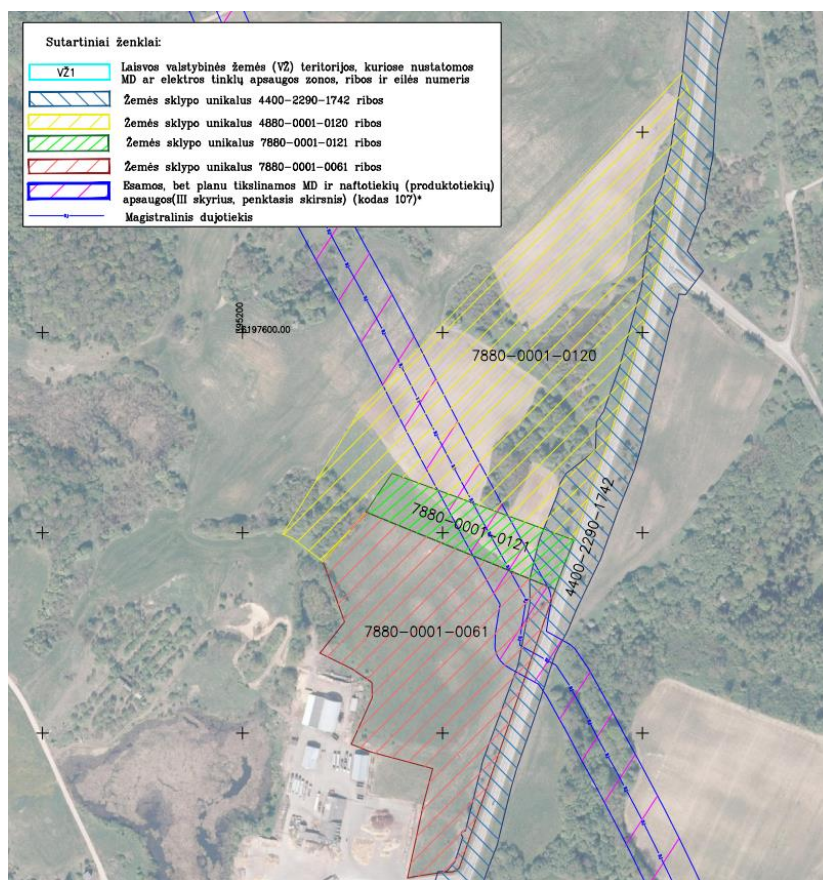 Sutartiniai ženklai:
VŽ1
Laisvos valstybinės žemės (VŽ) teritorijos, kuriose nustatomos
MD ar elektros tinklų apsaugos zonos, ribos ir eilės numeris
Žemės sklypo unikalus 4400-2290-1742 ribos
Žemės sklypo unikalus 4880-0001-0120 ribos
Žemės sklypo unikalus 7880-0001-0121 ribos
Žemės sklypo unikalus 7880-0001-0061 ribos
Esamos, bet planu tikslinamos MD ir naftotiekių (produktotiekių)
apsaugos(III skyrius, penktasis skirsnis) (kodas 107)*
Magistralinis dujotiekis
6197600.00
7880-0001-0120
7880-0001-0121
4400-2290-1742
7880-0001-0061